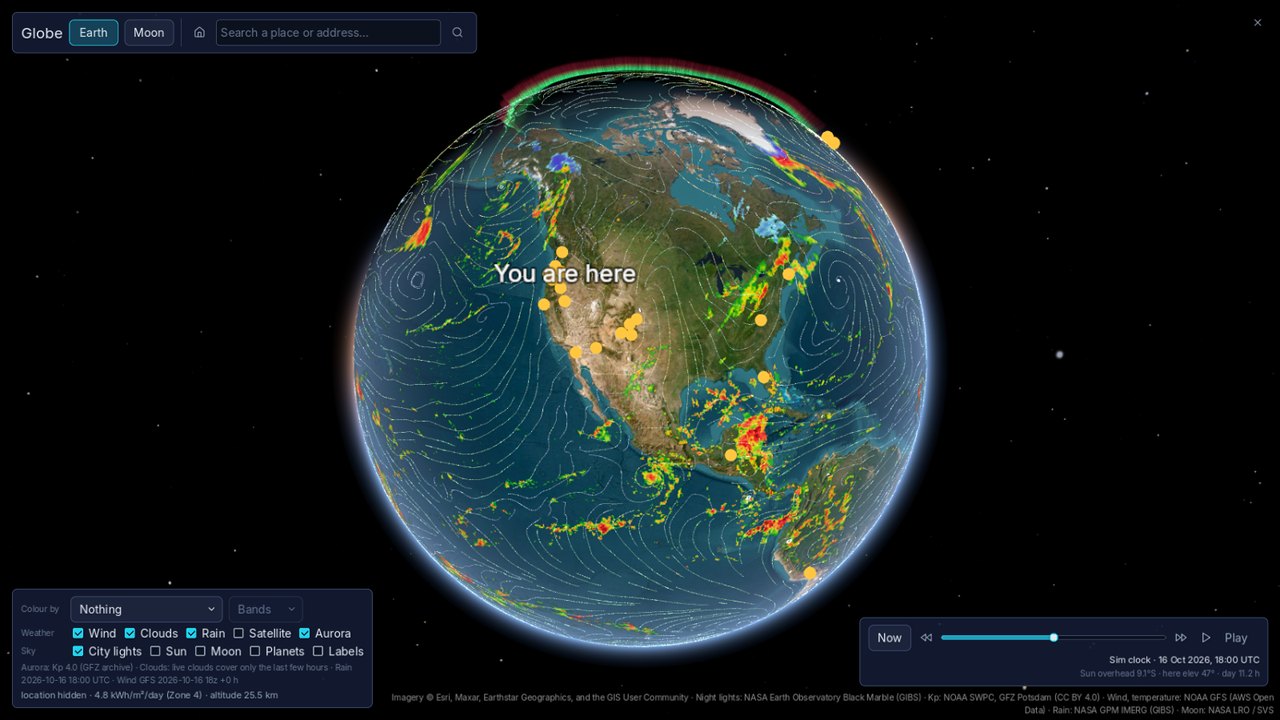 Globe Earth Moon Search a place or address...
You are here
Colour by Nothing Bands
Weather Wind Clouds Rain Satellite Aurora
Sky City lights Sun Moon Planets Labels
Aurora: Kp 4.0 (GFZ archive) · Clouds: live clouds cover only the last few hours · Rain
2026-10-16 18:00 UTC · Wind GFS 2026-10-16 18z +0 h
location hidden · 4.8 kWh/m²/day (Zone 4) · altitude 25.5 km
Now Play
Sim clock · 16 Oct 2026, 18:00 UTC
Sun overhead 9.1°S · here elev 47° · day 11.2 h
Imagery © Esri, Maxar, Earthstar Geographics, and the GIS User Community · Night lights: NASA Earth Observatory Black Marble (GIBS) · Kp: NOAA SWPC, GFZ Potsdam (CC BY 4.0) · Wind, temperature: NOAA GFS (AWS Open
Data) · Rain: NASA GPM IMERG (GIBS) · Moon: NASA LRO / SVS